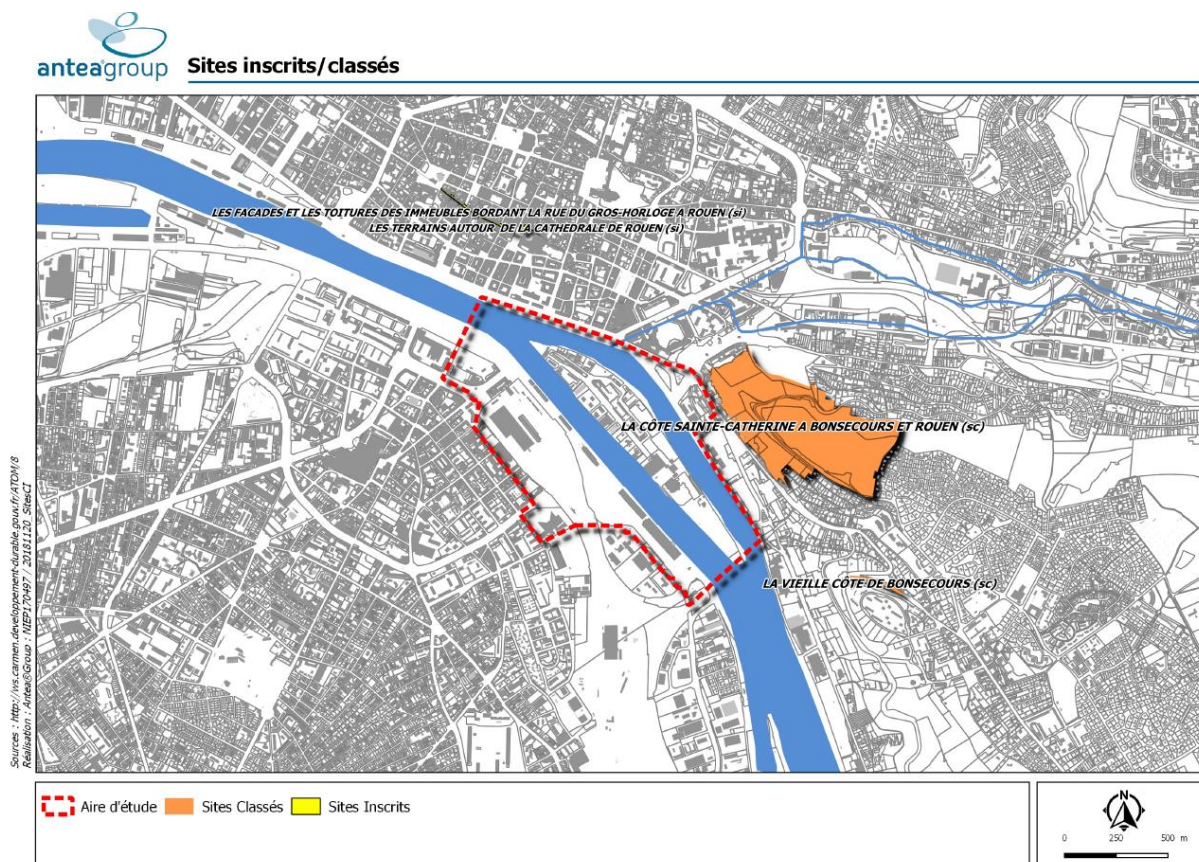 anteagroup
Sites inscrits/classés
LES FACADES ET LES TOITURES DES IMMEUBLES BORDANT LA RUE DU GROS-HORLOGE A ROUEN (si)
LES TERRAINS AUTOUR DE LA CATHEDRALE DE ROUEN (si)
LA CÔTE SAINTE-CATHERINE A BONSECOURS ET ROUEN (sc)
LA VIEILLE CÔTE DE BONSECOURS (sc)
Sources : http://ws.carmen.developpement-durable.gouv.fr/ATOM/8
Réalisation : Antea®Group : NIEP170497 / 20181120_SitesCI
Aire d'étude
Sites Classés
Sites Inscrits
N
0 250 500 m